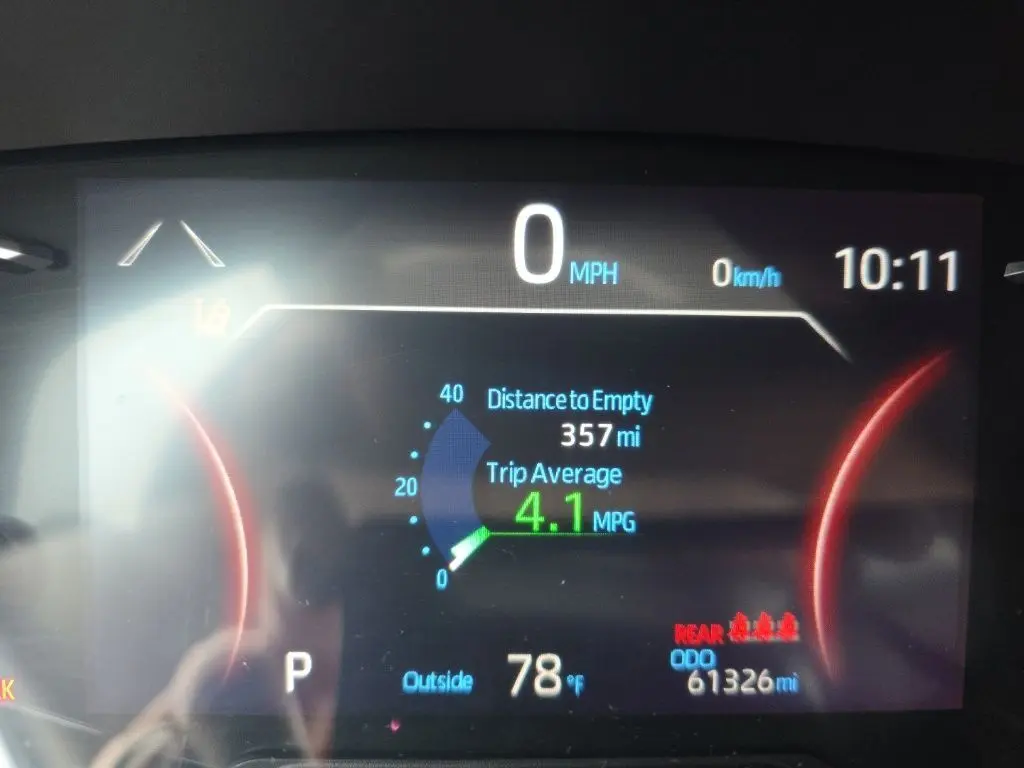 0 MPH
0 km/h
10:11
40
Distance to Empty
357 mi
20
Trip Average
4.1 MPG
0
REAR
P
Outside 78 °F
ODO
61326 mi